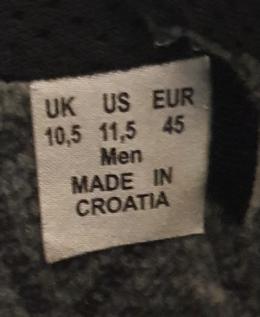 UK US EUR
10,5 11,5 45
Men
MADE IN
CROATIA